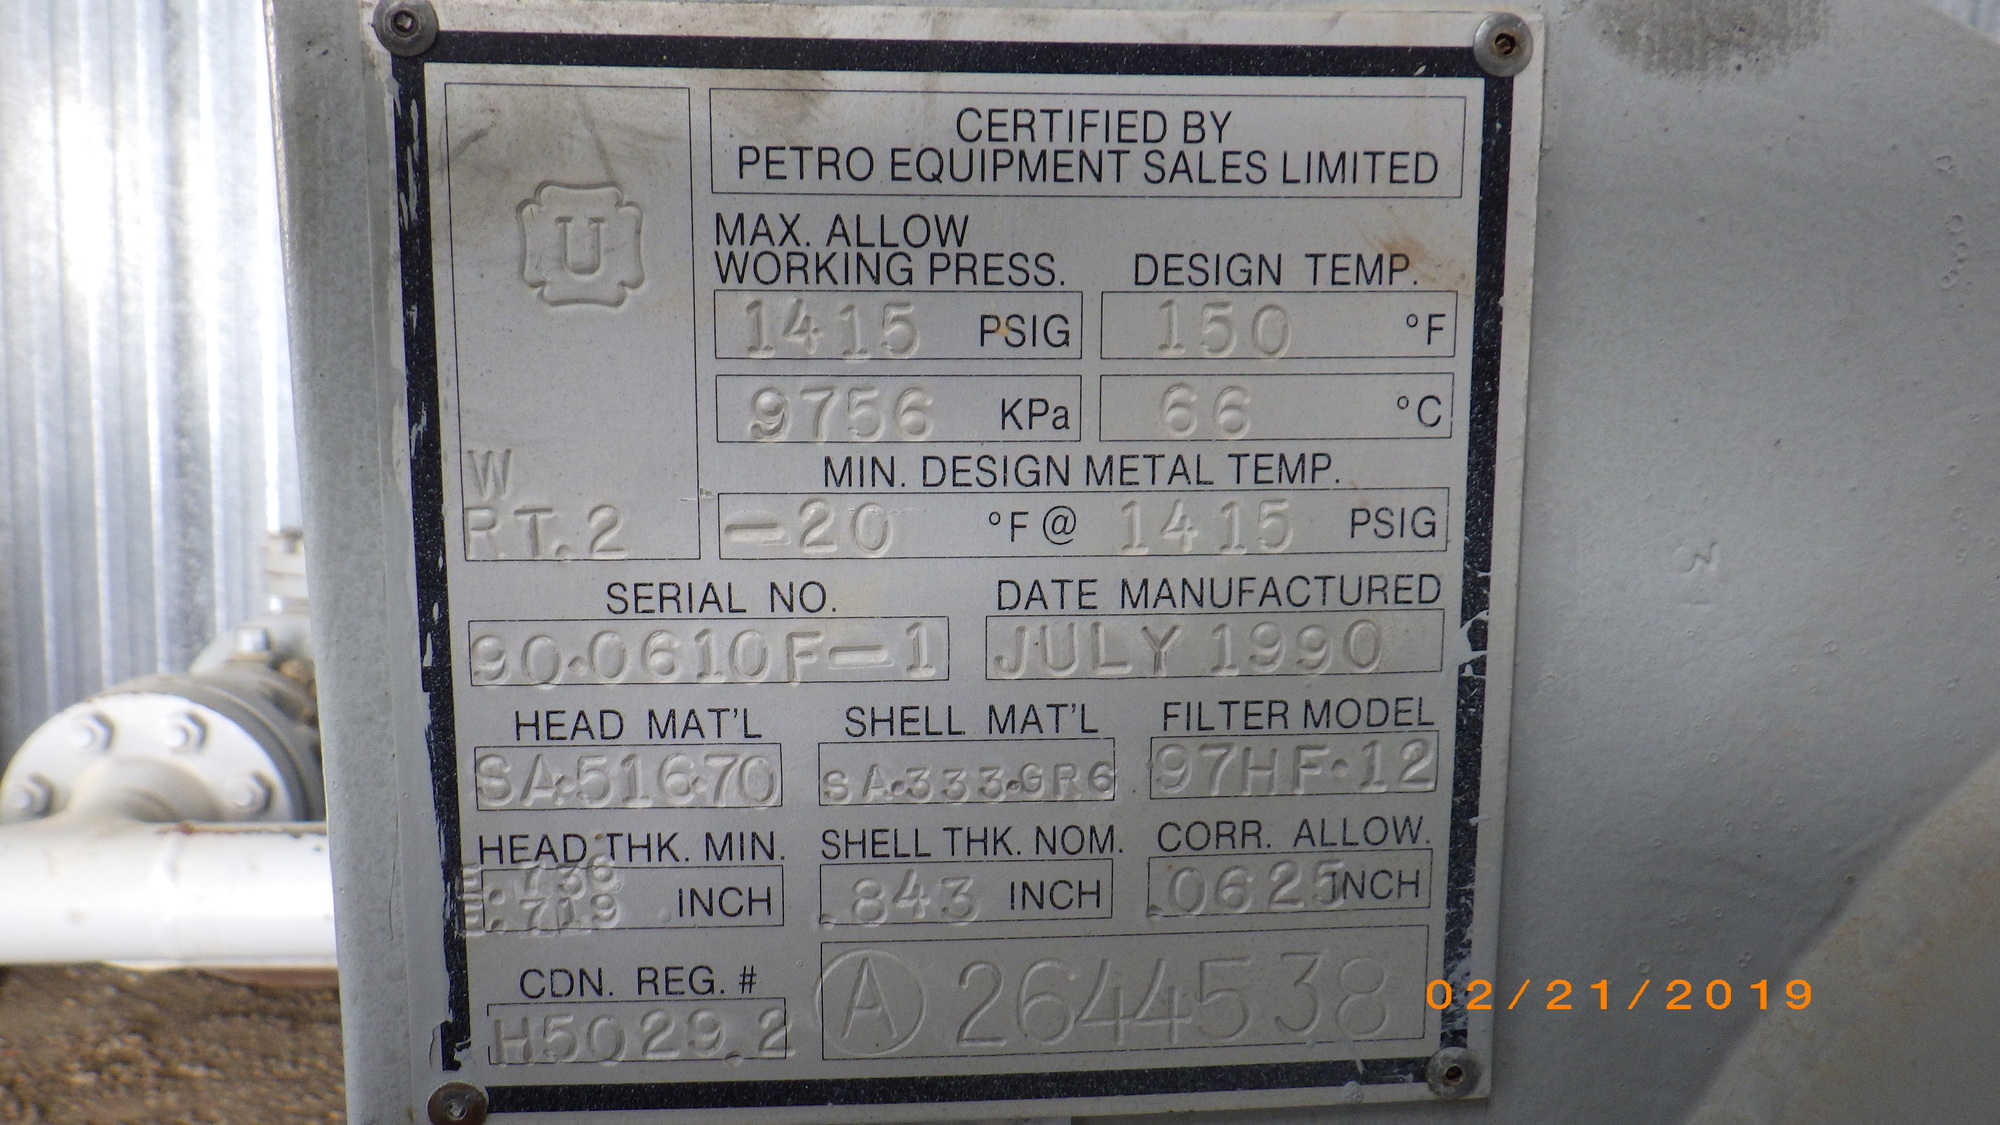 CERTIFIED BY
PETRO EQUIPMENT SALES LIMITED
U
W
RT.2
MAX. ALLOW
WORKING PRESS.
DESIGN TEMP.
1415 PSIG
150 °F
9756 KPa
66 °C
MIN. DESIGN METAL TEMP.
-20 °F @ 1415 PSIG
SERIAL NO.
DATE MANUFACTURED
90·0610F-1
JULY 1990
HEAD MAT'L
SHELL MAT'L
FILTER MODEL
SA·516·70
SA·333·GR6
97HF·12
HEAD THK. MIN.
SHELL THK. NOM.
CORR. ALLOW.
.719 INCH
.843 INCH
.0625 INCH
CDN. REG. #
H5029.2
A 2644538
02/21/2019